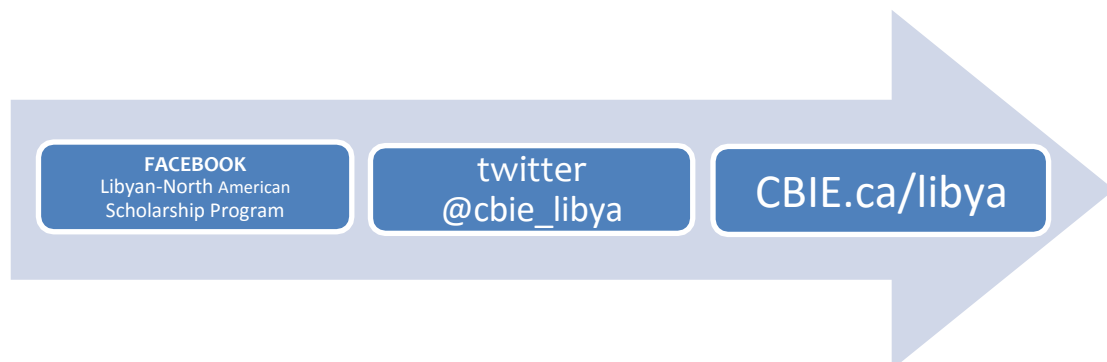 FACEBOOK
Libyan-North American
Scholarship Program
twitter
@cbie_libya
CBIE.ca/libya